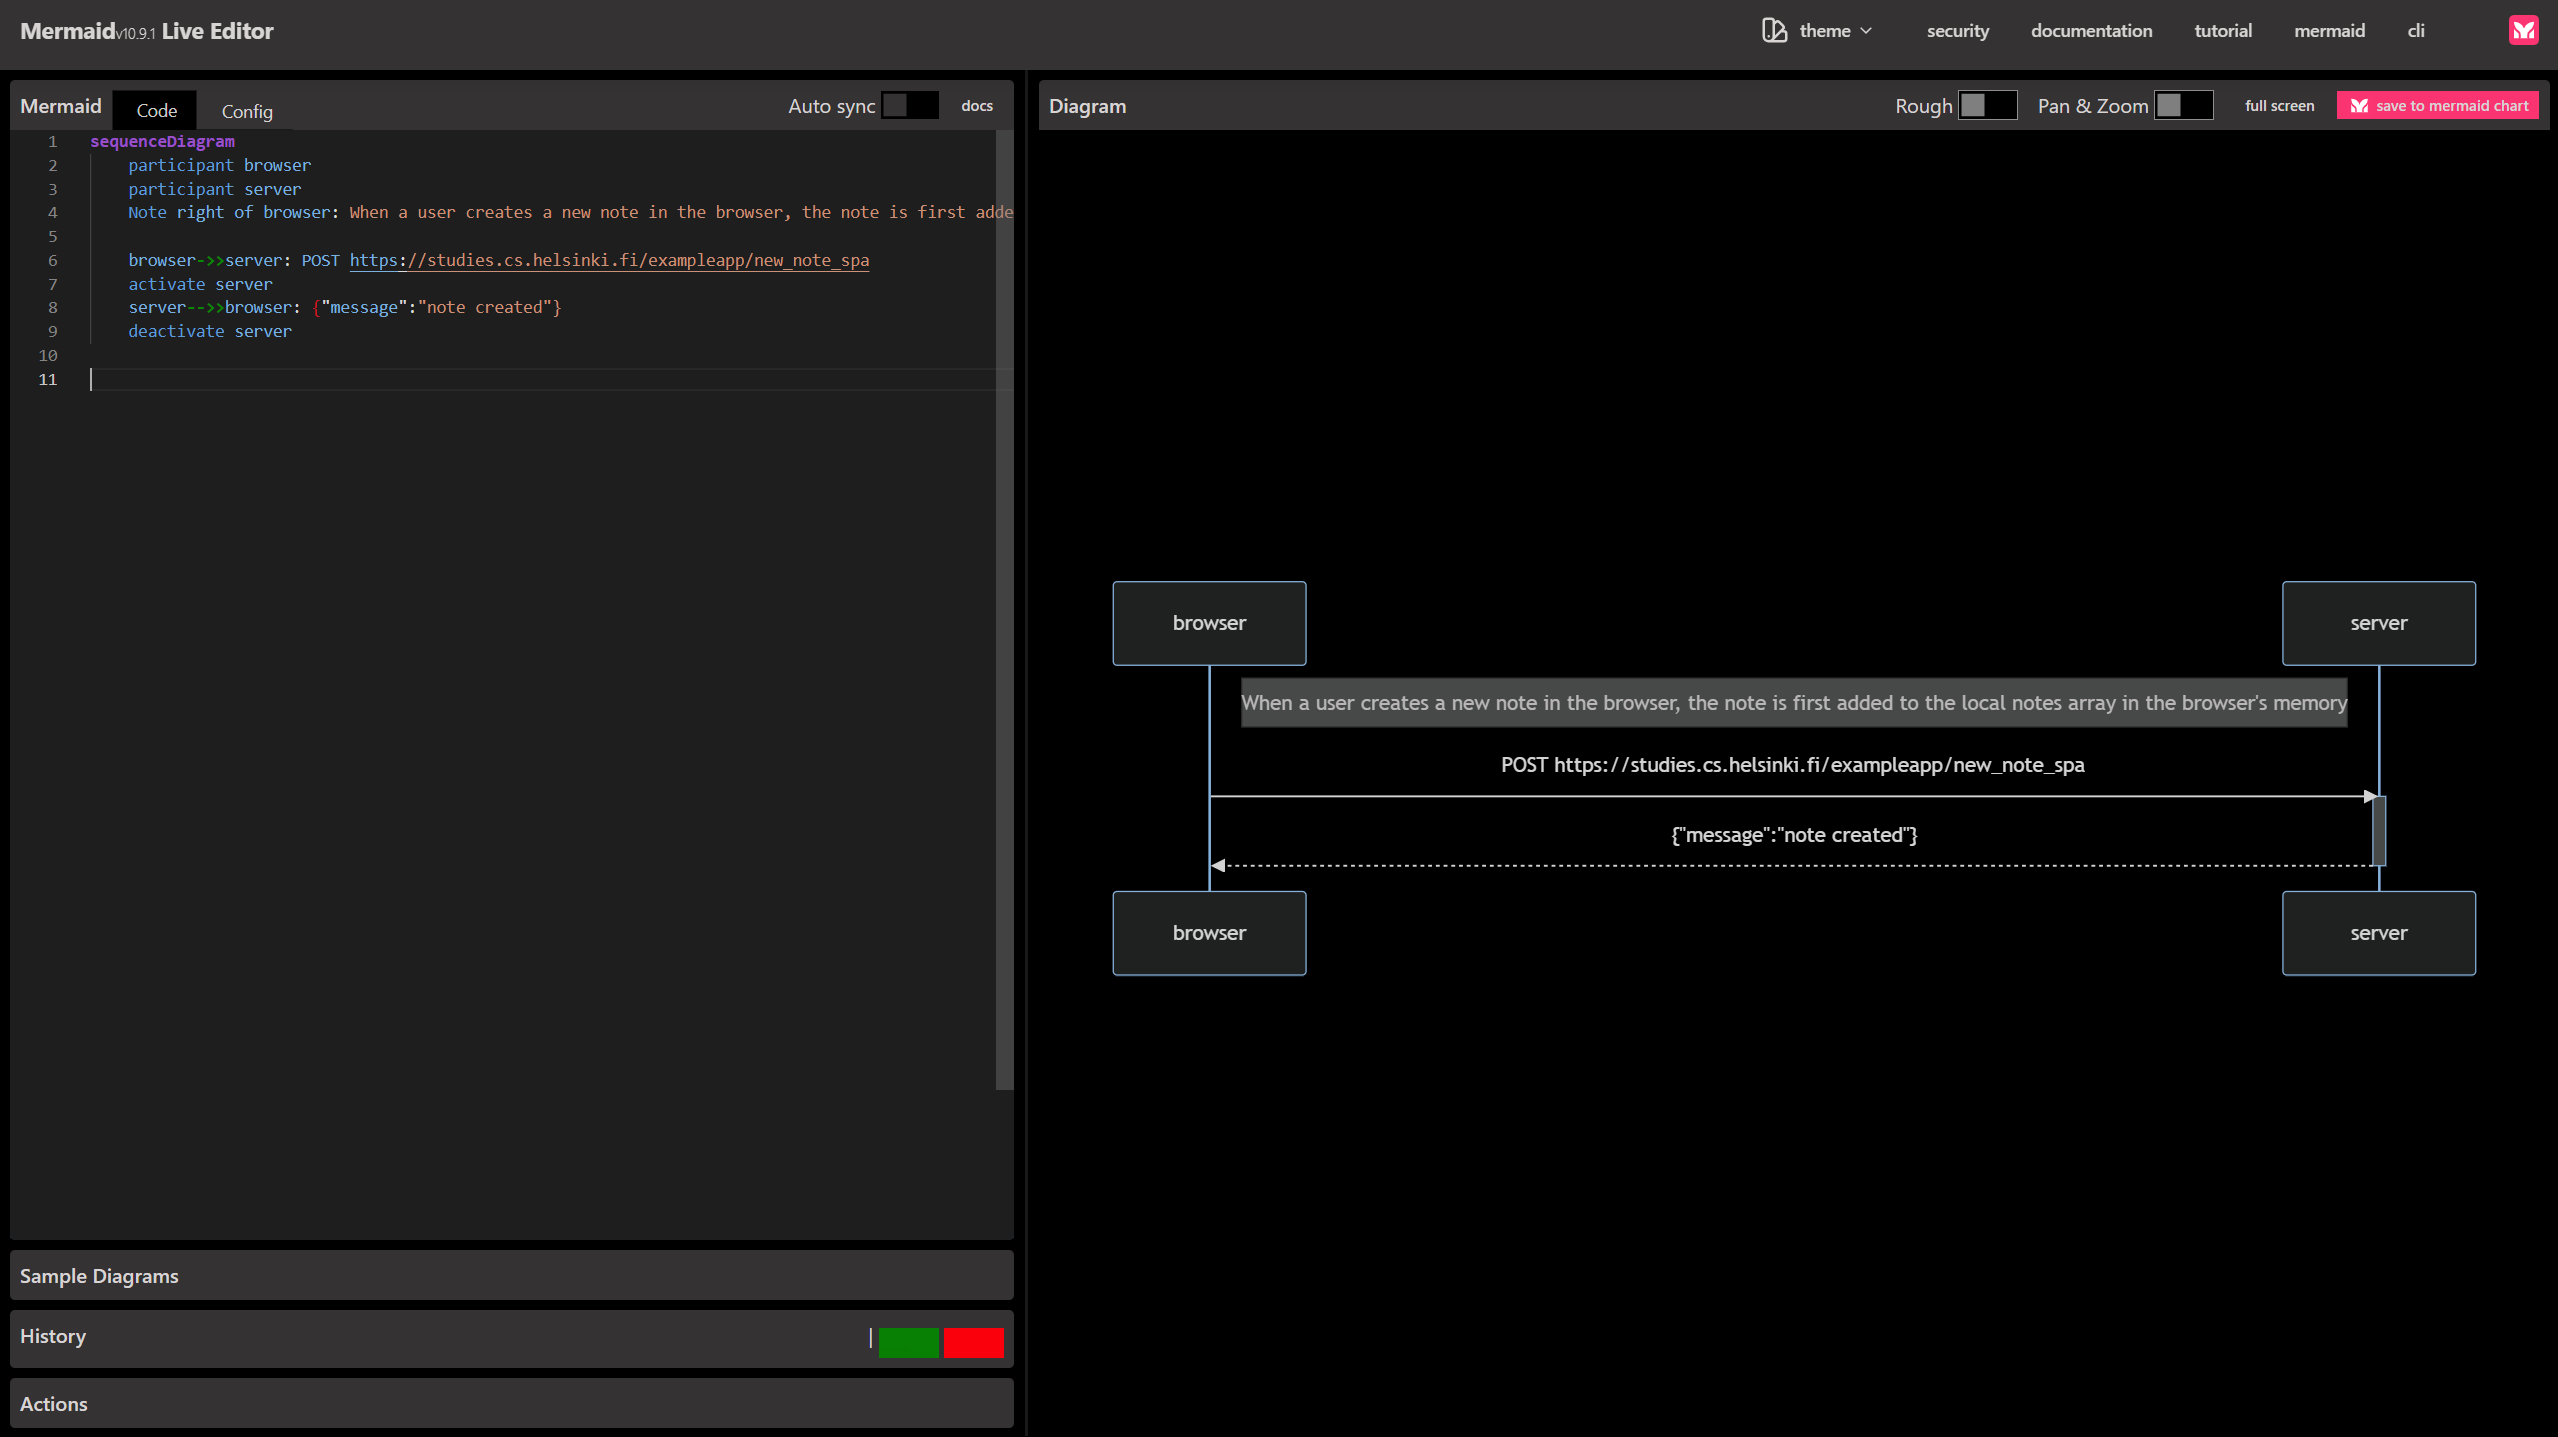 Mermaidv10.9.1 Live Editor
theme
security
documentation
tutorial
mermaid
cli
Mermaid
Code
Config
Auto sync
docs
1 sequenceDiagram
2 participant browser
3 participant server
4 Note right of browser: When a user creates a new note in the browser, the note is first adde
5
6 browser->>server: POST https://studies.cs.helsinki.fi/exampleapp/new_note_spa
7 activate server
8 server-->>browser: {"message":"note created"}
9 deactivate server
10
11
Sample Diagrams
History
Actions
Diagram
Rough
Pan & Zoom
full screen
save to mermaid chart
browser
server
When a user creates a new note in the browser, the note is first added to the local notes array in the browser's memory
POST https://studies.cs.helsinki.fi/exampleapp/new_note_spa
{"message":"note created"}
browser
server